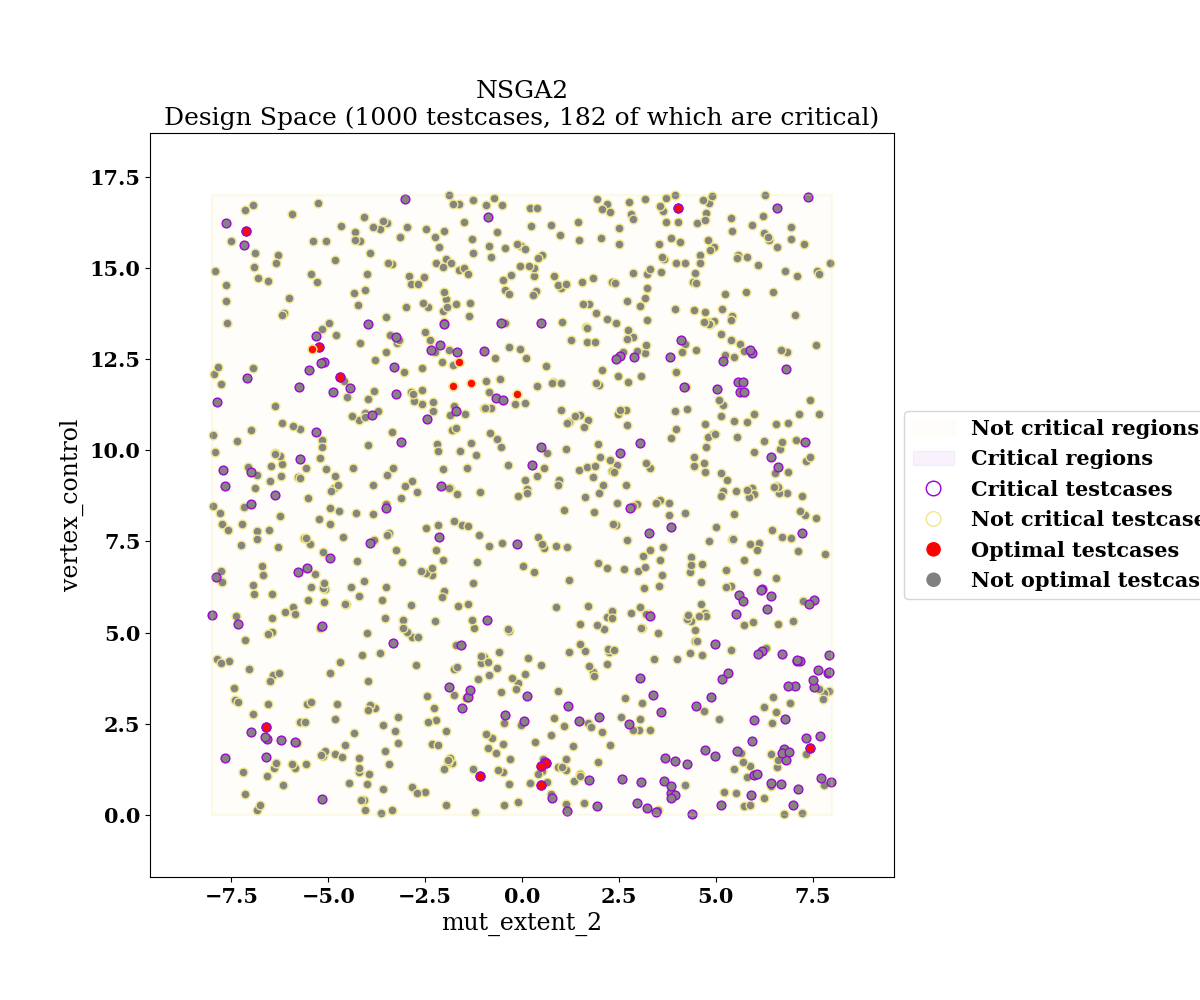 NSGA2
Design Space (1000 testcases, 182 of which are critical)
17.5
15.0
12.5
10.0
7.5
5.0
2.5
0.0
vertex_control
−7.5
−5.0
−2.5
0.0
2.5
5.0
7.5
mut_extent_2
Not critical regions
Critical regions
Critical testcases
Not critical testcase
Optimal testcases
Not optimal testcas